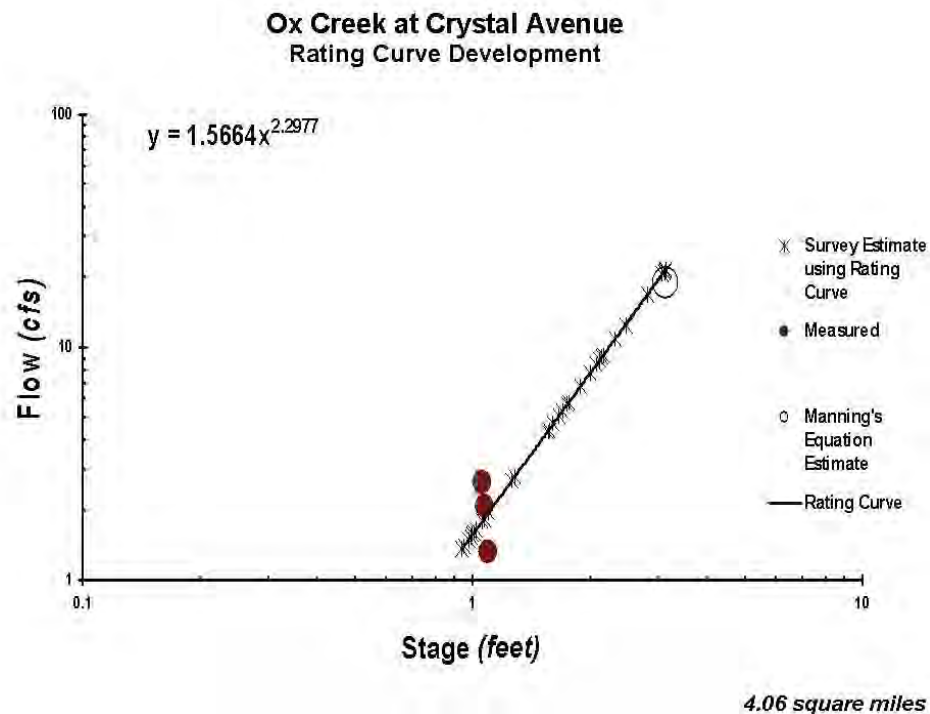 Ox Creek at Crystal Avenue
Rating Curve Development
y = 1.5664x^2.2977
100
10
1
0.1
1
10
Flow (cfs)
Stage (feet)
Survey Estimate
using Rating
Curve
Measured
Manning's
Equation
Estimate
Rating Curve
4.06 square miles